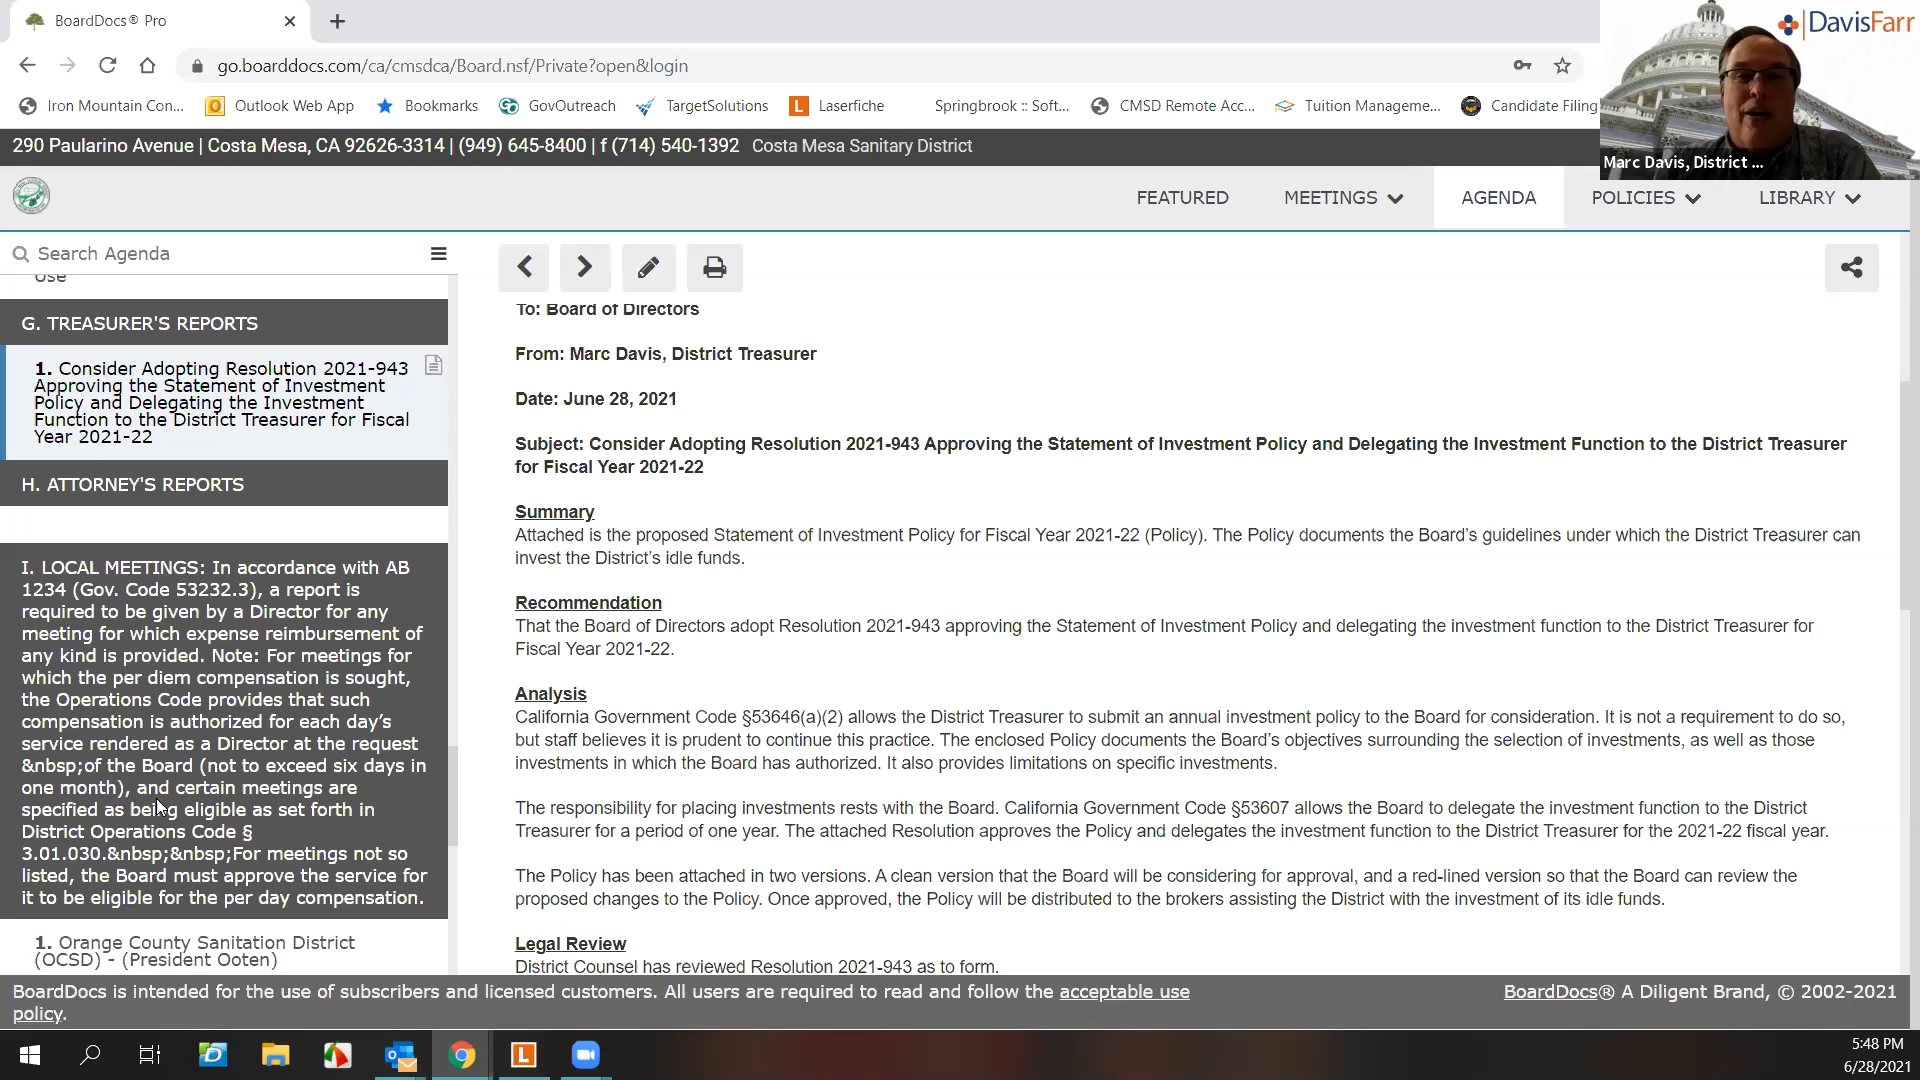 BoardDocs® Pro
go.boarddocs.com/ca/cmsdca/Board.nsf/Private?open&login
Iron Mountain Con...
Outlook Web App
Bookmarks
GovOutreach
TargetSolutions
Laserfiche
Springbrook :: Soft...
CMSD Remote Acc...
Tuition Manageme...
Candidate Filing
DavisFarr
Marc Davis, District ...
290 Paularino Avenue | Costa Mesa, CA 92626-3314 | (949) 645-8400 | f (714) 540-1392 Costa Mesa Sanitary District
FEATURED
MEETINGS
AGENDA
POLICIES
LIBRARY
Search Agenda
Use
G. TREASURER'S REPORTS
1. Consider Adopting Resolution 2021-943
Approving the Statement of Investment
Policy and Delegating the Investment
Function to the District Treasurer for Fiscal
Year 2021-22
H. ATTORNEY'S REPORTS
I. LOCAL MEETINGS: In accordance with AB
1234 (Gov. Code 53232.3), a report is
required to be given by a Director for any
meeting for which expense reimbursement of
any kind is provided. Note: For meetings for
which the per diem compensation is sought,
the Operations Code provides that such
compensation is authorized for each day's
service rendered as a Director at the request
&nbsp;of the Board (not to exceed six days in
one month), and certain meetings are
specified as being eligible as set forth in
District Operations Code §
3.01.030.&nbsp;&nbsp;For meetings not so
listed, the Board must approve the service for
it to be eligible for the per day compensation.
1. Orange County Sanitation District
(OCSD) - (President Ooten)
To: Board of Directors
From: Marc Davis, District Treasurer
Date: June 28, 2021
Subject: Consider Adopting Resolution 2021-943 Approving the Statement of Investment Policy and Delegating the Investment Function to the District Treasurer
for Fiscal Year 2021-22
Summary
Attached is the proposed Statement of Investment Policy for Fiscal Year 2021-22 (Policy). The Policy documents the Board's guidelines under which the District Treasurer can
invest the District's idle funds.
Recommendation
That the Board of Directors adopt Resolution 2021-943 approving the Statement of Investment Policy and delegating the investment function to the District Treasurer for
Fiscal Year 2021-22.
Analysis
California Government Code §53646(a)(2) allows the District Treasurer to submit an annual investment policy to the Board for consideration. It is not a requirement to do so,
but staff believes it is prudent to continue this practice. The enclosed Policy documents the Board's objectives surrounding the selection of investments, as well as those
investments in which the Board has authorized. It also provides limitations on specific investments.
The responsibility for placing investments rests with the Board. California Government Code §53607 allows the Board to delegate the investment function to the District
Treasurer for a period of one year. The attached Resolution approves the Policy and delegates the investment function to the District Treasurer for the 2021-22 fiscal year.
The Policy has been attached in two versions. A clean version that the Board will be considering for approval, and a red-lined version so that the Board can review the
proposed changes to the Policy. Once approved, the Policy will be distributed to the brokers assisting the District with the investment of its idle funds.
Legal Review
District Counsel has reviewed Resolution 2021-943 as to form.
BoardDocs is intended for the use of subscribers and licensed customers. All users are required to read and follow the acceptable use
policy.
BoardDocs® A Diligent Brand, © 2002-2021
5:48 PM
6/28/2021